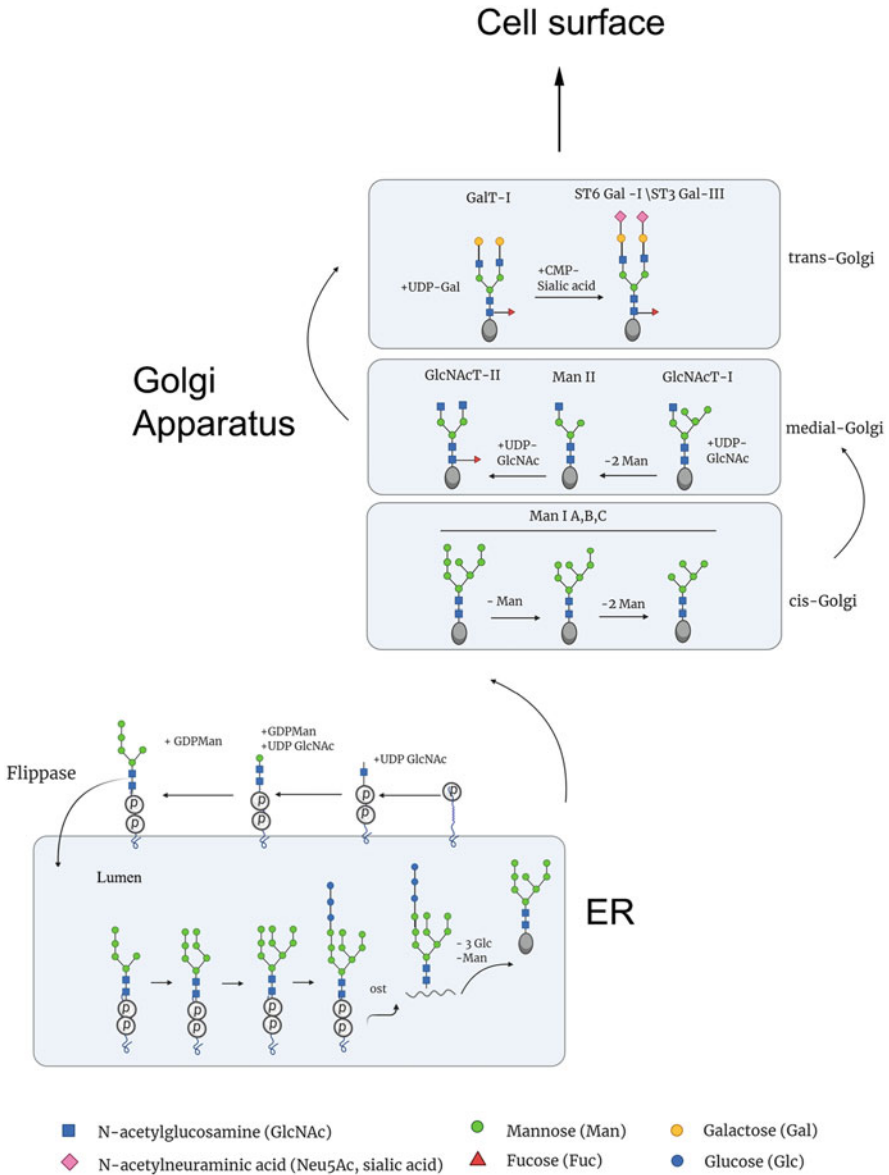 Cell surface
GalT-I
ST6 Gal -I \ST3 Gal-III
+UDP-Gal
+CMP-
Sialic acid
trans-Golgi
Golgi
Apparatus
GlcNAcT-II
Man II
GlcNAcT-I
+UDP-
GlcNAc
-2 Man
+UDP-
GlcNAc
medial-Golgi
Man I A,B,C
- Man
-2 Man
cis-Golgi
+ GDPMan
+GDPMan
+UDP GlcNAc
+UDP GlcNAc
Flippase
p
p
p
p
p
p
p
Lumen
ER
- 3 Glc
-Man
ost
p
p
p
p
p
p
p
p
N-acetylglucosamine (GlcNAc)
Mannose (Man)
Galactose (Gal)
N-acetylneuraminic acid (Neu5Ac, sialic acid)
Fucose (Fuc)
Glucose (Glc)